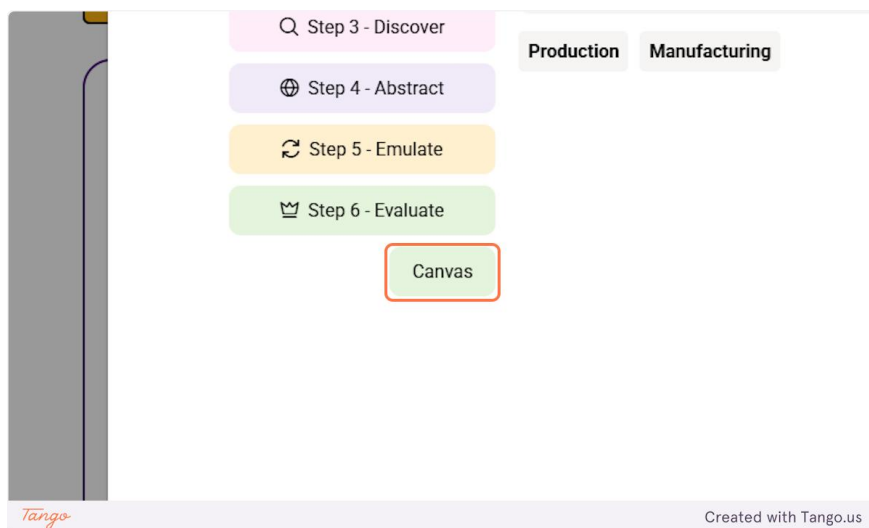 Step 3 - Discover
Production Manufacturing
Step 4 - Abstract
Step 5 - Emulate
Step 6 - Evaluate
Canvas
Tango
Created with Tango.us